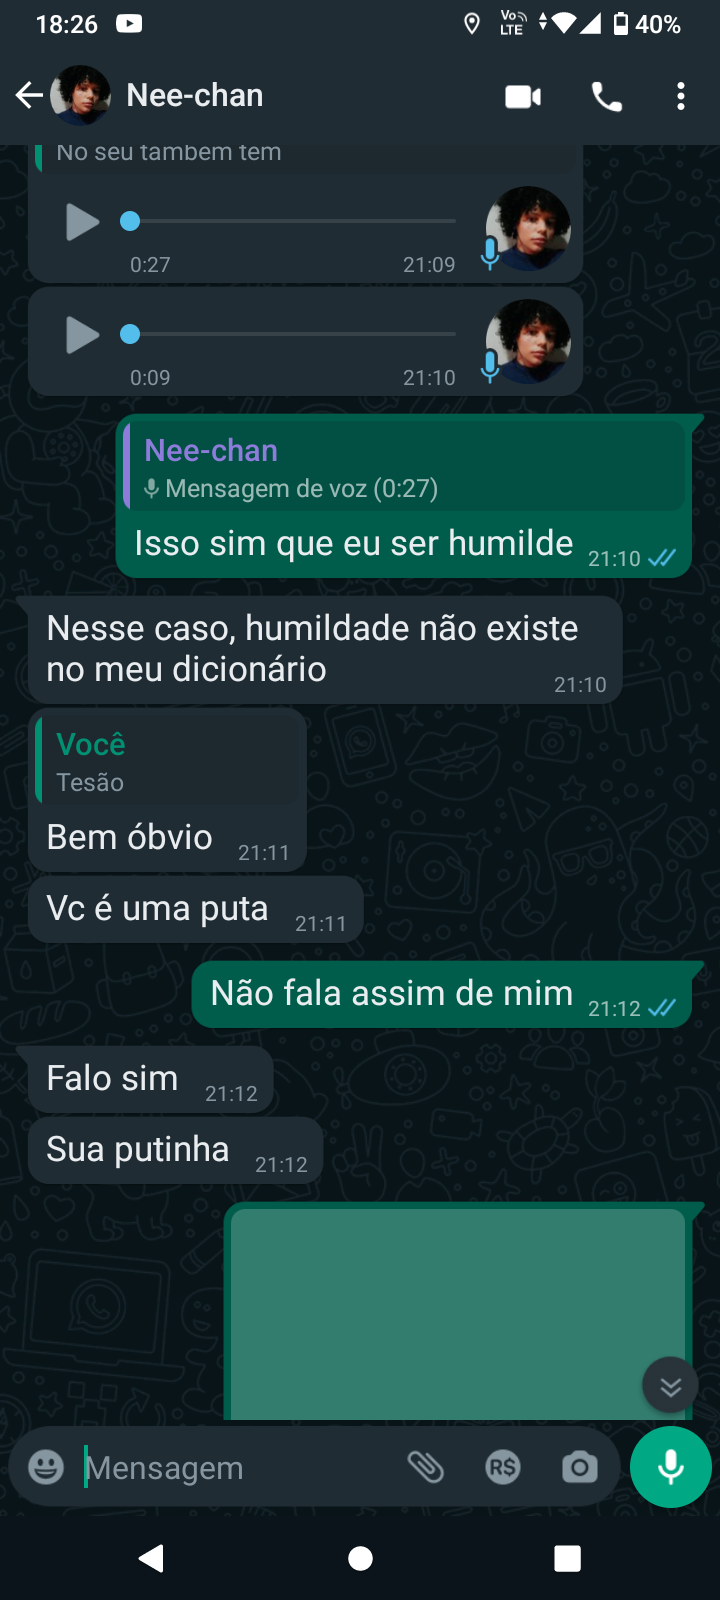 18:26
Vo
LTE
40%
Nee-chan
No seu também tem
0:27 21:09
0:09 21:10
Nee-chan
Mensagem de voz (0:27)
Isso sim que eu ser humilde 21:10
Nesse caso, humildade não existe
no meu dicionário 21:10
Você
Tesão
Bem óbvio 21:11
Vc é uma puta 21:11
Não fala assim de mim 21:12
Falo sim 21:12
Sua putinha 21:12
Mensagem R$